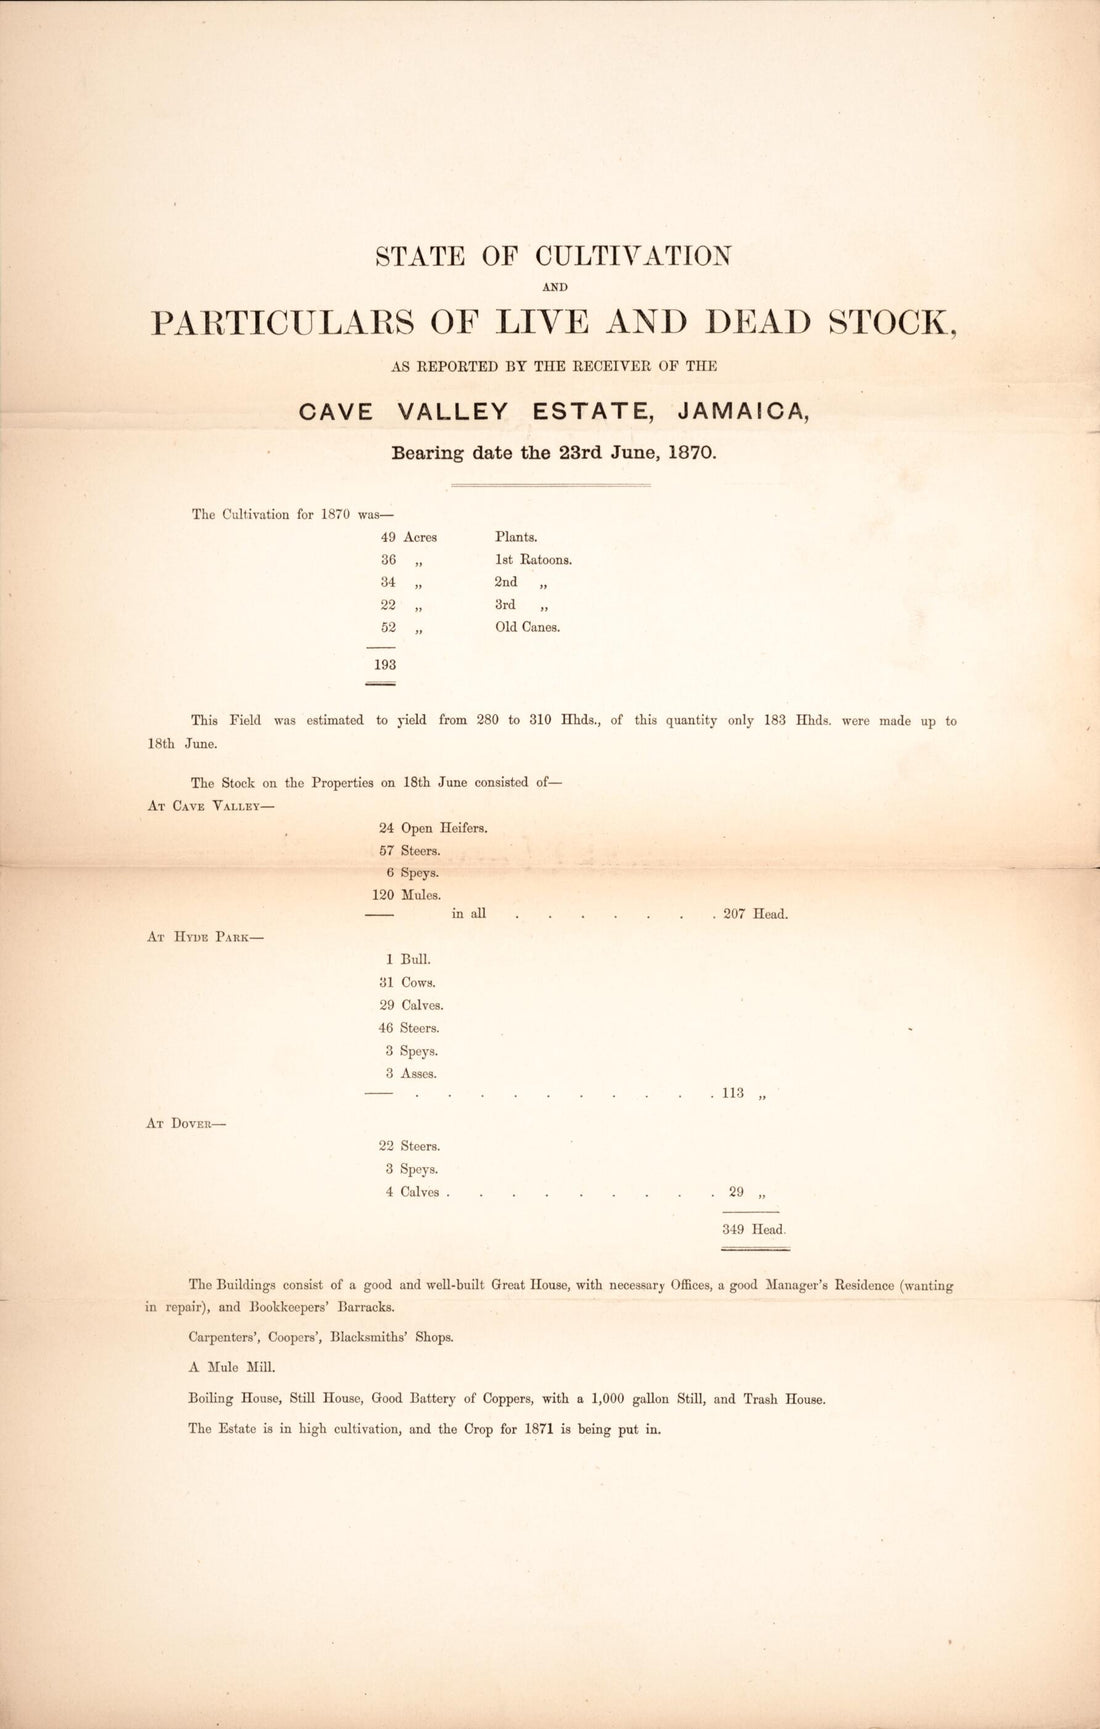 STATE OF CULTIVATION
AND
PARTICULARS OF LIVE AND DEAD STOCK,
AS REPORTED BY THE RECEIVER OF THE
CAVE VALLEY ESTATE, JAMAICA,
Bearing date the 23rd June, 1870.
The Cultivation for 1870 was—
49 Acres Plants.
36 „ 1st Ratoons.
34 „ 2nd „
22 „ 3rd „
52 „ Old Canes.
193
This Field was estimated to yield from 280 to 310 Hhds., of this quantity only 183 Hhds. were made up to
18th June.
The Stock on the Properties on 18th June consisted of—
At Cave Valley—
24 Open Heifers.
57 Steers.
6 Speys.
120 Mules.
in all . . . . . . . 207 Head.
At Hyde Park—
1 Bull.
31 Cows.
29 Calves.
46 Steers.
3 Speys.
3 Asses.
. . . . . . . . . . 113 „
At Dover—
22 Steers.
3 Speys.
4 Calves . . . . . . . . . 29 „
349 Head.
The Buildings consist of a good and well-built Great House, with necessary Offices, a good Manager's Residence (wanting
in repair), and Bookkeepers' Barracks.
Carpenters', Coopers', Blacksmiths' Shops.
A Mule Mill.
Boiling House, Still House, Good Battery of Coppers, with a 1,000 gallon Still, and Trash House.
The Estate is in high cultivation, and the Crop for 1871 is being put in.